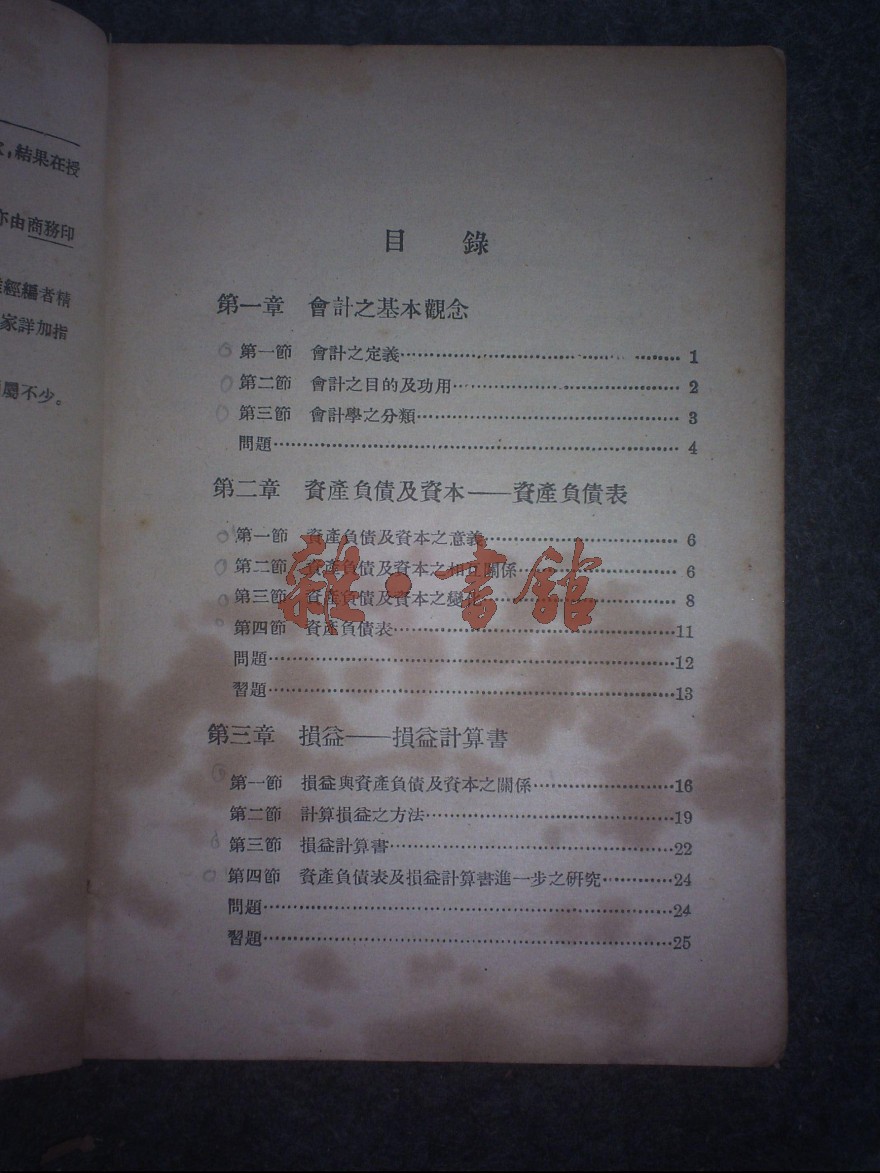 結果在授
亦由商務印
經編者精
家詳加指
屬不少。
目 錄
第一章 會計之基本觀念
第一節 會計之定義 1
第二節 會計之目的及功用 2
第三節 會計學之分類 3
問題 4
第二章 資產負債及資本——資產負債表
第一節 資產負債及資本之意義 6
第二節 資產負債及資本之相互關係 6
第三節 資產負債及資本之變化 8
第四節 資產負債表 11
問題 12
習題 13
第三章 損益——損益計算書
第一節 損益與資產負債及資本之關係 16
第二節 計算損益之方法 19
第三節 損益計算書 22
第四節 資產負債表及損益計算書進一步之研究 24
問題 24
習題 25
雜·書館